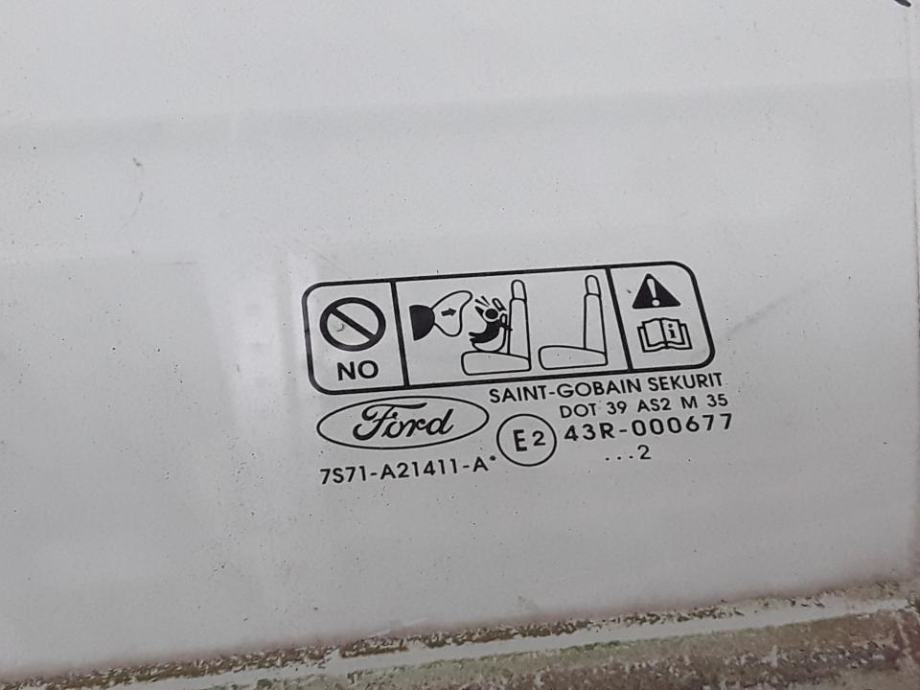 NO
Ford
7S71-A21411-A
SAINT-GOBAIN SEKURIT
DOT 39 AS2 M 35
E2
43R-000677
...2